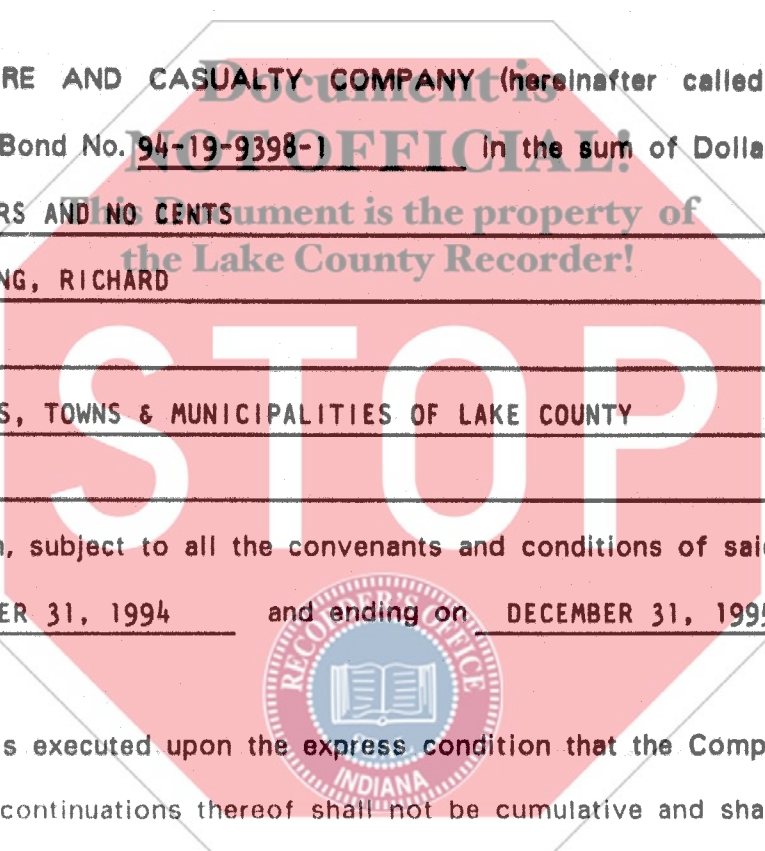 RE AND CASUALTY COMPANY (hereinafter called
Document is
Bond No. 94-19-9398-1 in the sum of Dolla
NOT OFFICIAL!
RS AND NO CENTS
This Document is the property of
the Lake County Recorder!
NG, RICHARD
STOP
S, TOWNS & MUNICIPALITIES OF LAKE COUNTY
, subject to all the convenants and conditions of said
ER 31, 1994 and ending on DECEMBER 31, 1995
RECORDER'S OFFICE
SEAL
INDIANA
s executed upon the express condition that the Comp
continuations thereof shall not be cumulative and sha